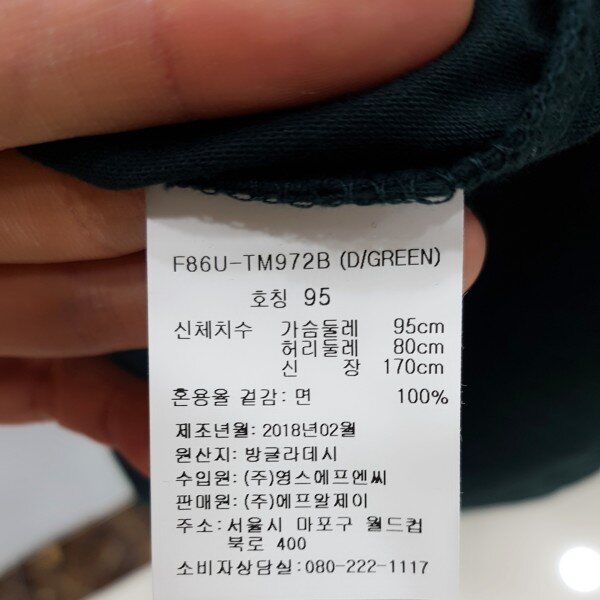 F86U-TM972B (D/GREEN)
호칭 95
신체치수 가슴둘레 95cm
허리둘레 80cm
신 장 170cm
혼용율 겉감: 면 100%
제조년월: 2018년02월
원산지: 방글라데시
수입원: (주)영스에프엔씨
판매원: (주)에프알제이
주소: 서울시 마포구 월드컵
북로 400
소비자상담실: 080-222-1117